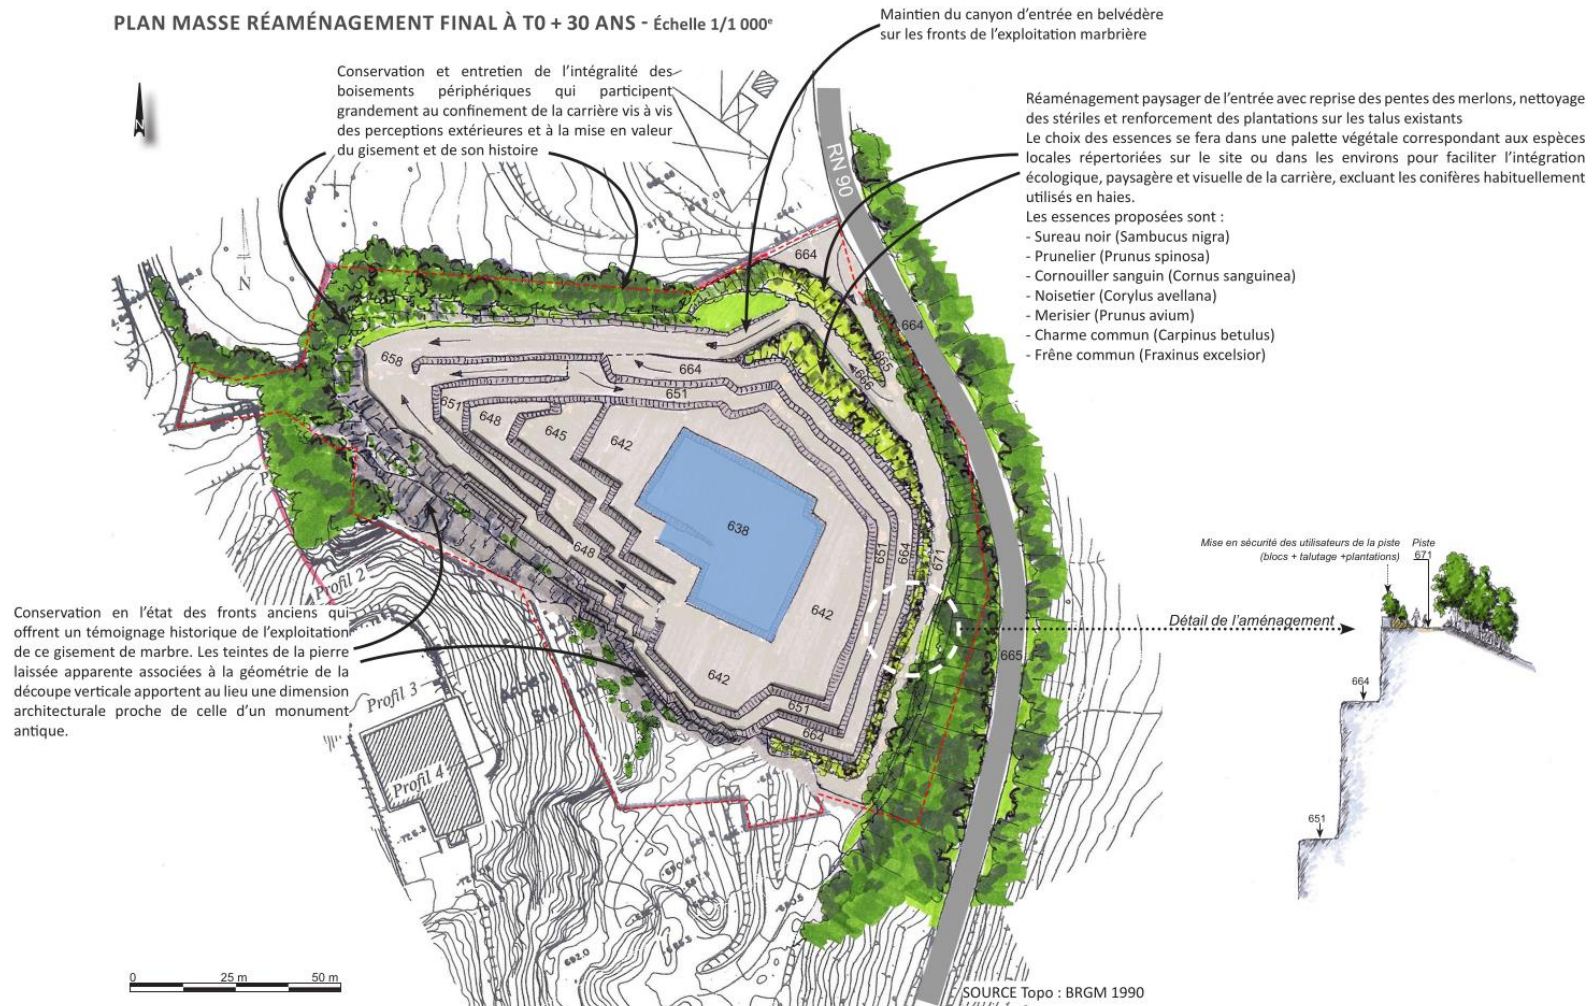 PLAN MASSE RÉAMÉNAGEMENT FINAL À T0 + 30 ANS - Échelle 1/1 000ᵉ
Maintien du canyon d'entrée en belvédère
sur les fronts de l'exploitation marbrière
Conservation et entretien de l'intégralité des
boisements périphériques qui participent
grandement au confinement de la carrière vis à vis
des perceptions extérieures et à la mise en valeur
du gisement et de son histoire
Réaménagement paysager de l'entrée avec reprise des pentes des merlons, nettoyage
des stériles et renforcement des plantations sur les talus existants
Le choix des essences se fera dans une palette végétale correspondant aux espèces
locales répertoriées sur le site ou dans les environs pour faciliter l'intégration
écologique, paysagère et visuelle de la carrière, excluant les conifères habituellement
utilisés en haies.
Les essences proposées sont :
- Sureau noir (Sambucus nigra)
- Prunelier (Prunus spinosa)
- Cornouiller sanguin (Cornus sanguinea)
- Noisetier (Corylus avellana)
- Merisier (Prunus avium)
- Charme commun (Carpinus betulus)
- Frêne commun (Fraxinus excelsior)
N
RN 90
N
664
664
665
666
658
664
651
651
648
645
642
638
648
651
664
671
642
642
651
664
665
Profil 2
Profil 3
Profil 4
Conservation en l'état des fronts anciens qui
offrent un témoignage historique de l'exploitation
de ce gisement de marbre. Les teintes de la pierre
laissée apparente associées à la géométrie de la
découpe verticale apportent au lieu une dimension
architecturale proche de celle d'un monument
antique.
Mise en sécurité des utilisateurs de la piste
(blocs + talutage +plantations)
Piste
671
Détail de l'aménagement
664
651
692.0
0 25 m 50 m
SOURCE Topo : BRGM 1990